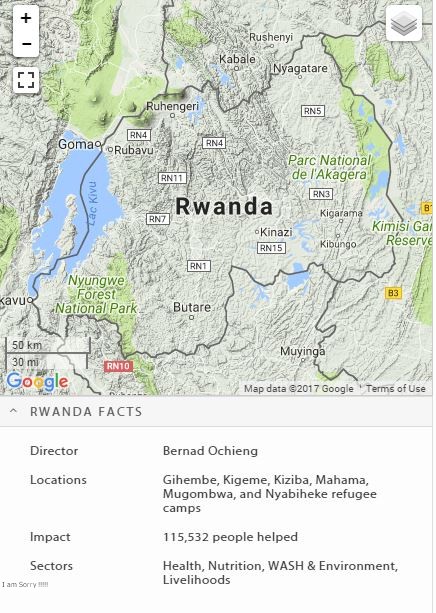 +
−
Rushenyi
Kabale
Nyagatare
Ruhengeri
RN5
Goma
RN4
Rubavu
RN4
Parc National
de l'Akagera
RN11
RN3
Lac Kivu
Rwanda
Kigarama
RN7
Kinazi
Kimisi Ga
Reserve
RN15
Kibungo
RN1
Nyungwe
Forest
National Park
B3
kavu
Butare
50 km
30 mi
Muyinga
Google
RN10
Map data ©2017 Google
Terms of Use
RWANDA FACTS
Director
Bernad Ochieng
Locations
Gihembe, Kigeme, Kiziba, Mahama,
Mugombwa, and Nyabiheke refugee
camps
Impact
115,532 people helped
Sectors
Health, Nutrition, WASH & Environment,
Livelihoods
I am Sorry !!!!!